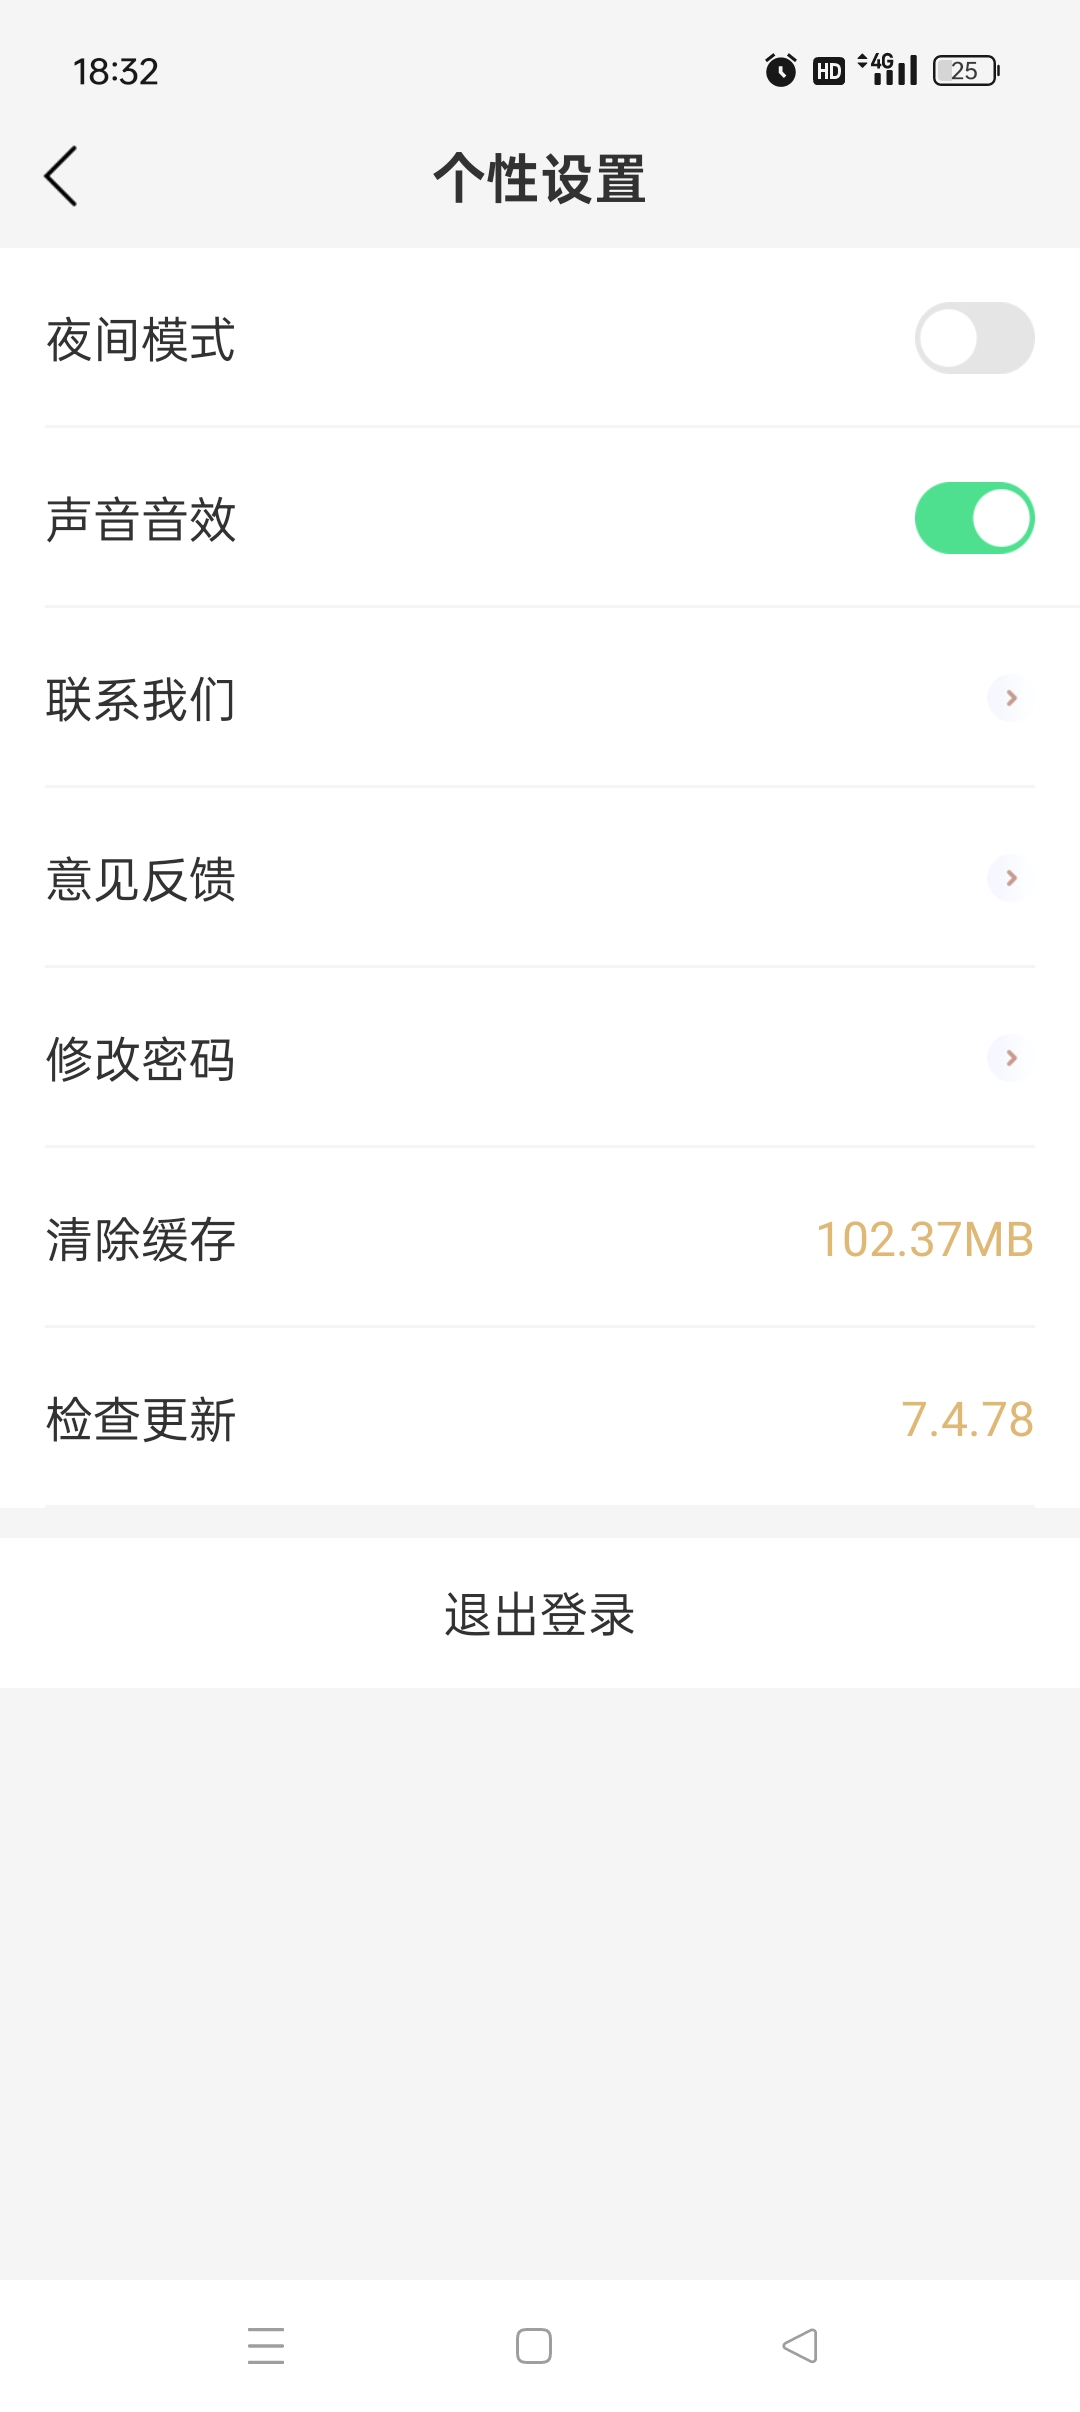 18:32
HD 4G 25
个性设置
夜间模式
声音音效
联系我们
意见反馈
修改密码
清除缓存 102.37MB
检查更新 7.4.78
退出登录